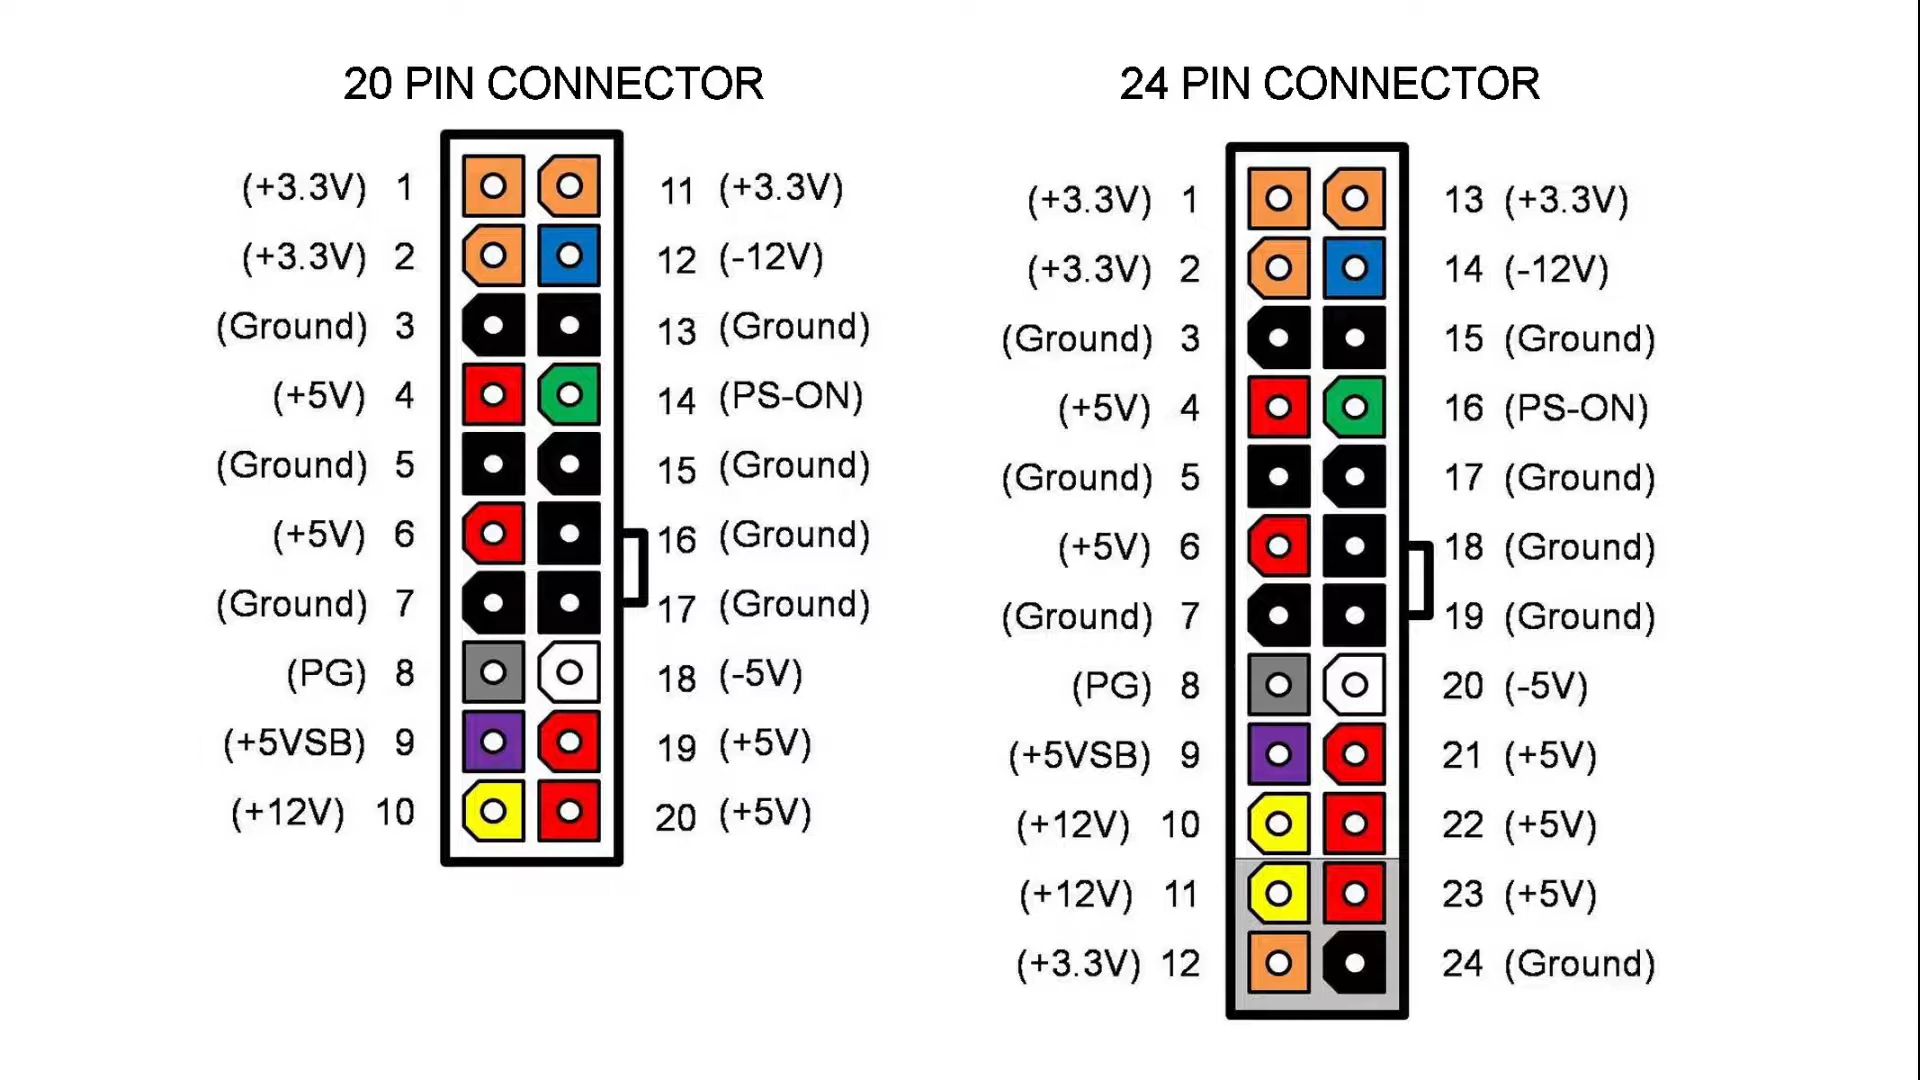 20 PIN CONNECTOR
(+3.3V) 1 11 (+3.3V)
(+3.3V) 2 12 (-12V)
(Ground) 3 13 (Ground)
(+5V) 4 14 (PS-ON)
(Ground) 5 15 (Ground)
(+5V) 6 16 (Ground)
(Ground) 7 17 (Ground)
(PG) 8 18 (-5V)
(+5VSB) 9 19 (+5V)
(+12V) 10 20 (+5V)
24 PIN CONNECTOR
(+3.3V) 1 13 (+3.3V)
(+3.3V) 2 14 (-12V)
(Ground) 3 15 (Ground)
(+5V) 4 16 (PS-ON)
(Ground) 5 17 (Ground)
(+5V) 6 18 (Ground)
(Ground) 7 19 (Ground)
(PG) 8 20 (-5V)
(+5VSB) 9 21 (+5V)
(+12V) 10 22 (+5V)
(+12V) 11 23 (+5V)
(+3.3V) 12 24 (Ground)